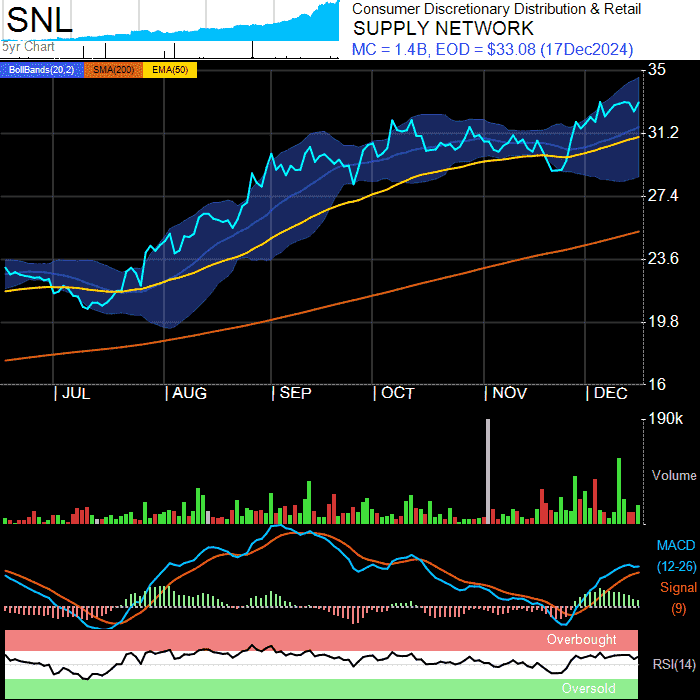 SNL
5yr Chart
Consumer Discretionary Distribution & Retail
SUPPLY NETWORK
MC = 1.4B, EOD = $33.08 (17Dec2024)
BollBands(20,2) SMA(200) EMA(50)
35
31.2
27.4
23.6
19.8
16
JUL AUG SEP OCT NOV DEC
190k
Volume
MACD
(12-26)
Signal
(9)
Overbought
RSI(14)
Oversold